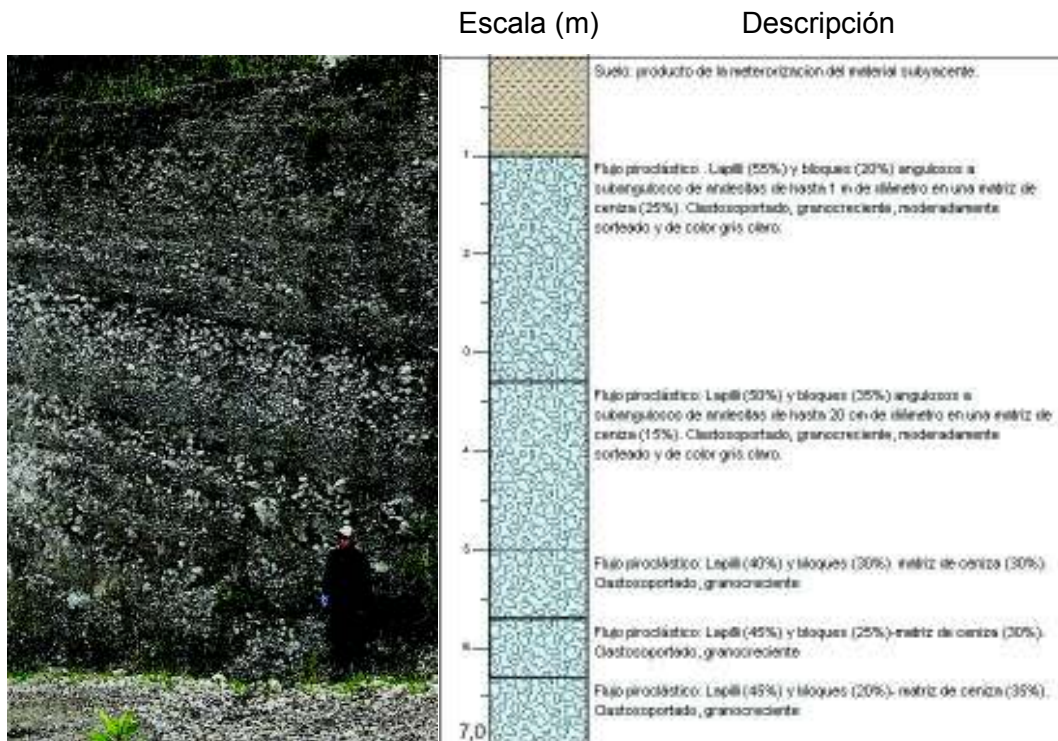 Escala (m)
Descripción
Suelo: producto de la meterorizacion del material subyacente.
1
Flujo piroclástico: Lapilli (55%) y bloques (20%) angulosos a
subangulosos de andesitas de hasta 1 m de diámetro en una matriz de
ceniza (25%). Clastosoportado, granocreciente, moderadamente
sorteado y de color gris claro.
2
Flujo piroclástico: Lapilli (50%) y bloques (35%) angulosos a
subangulosos de andesitas de hasta 20 cm de diámetro en una matriz de
ceniza (15%). Clastosoportado, granocreciente, moderadamente
sorteado y de color gris claro.
4
5
Flujo piroclástico: Lapilli (40%) y bloques (30%) matriz de ceniza (30%).
Clastosoportado, granocreciente
Flujo piroclástico: Lapilli (45%) y bloques (25%)-matriz de ceniza (30%).
Clastosoportado, granocreciente
6
Flujo piroclástico: Lapilli (45%) y bloques (20%)- matriz de ceniza (35%).
Clastosoportado, granocreciente
7,0